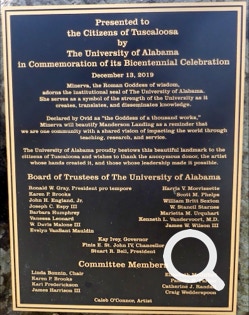 Presented to
the Citizens of Tuscaloosa
by
The University of Alabama
in Commemoration of its Bicentennial Celebration
December 13, 2019
Minerva, the Roman Goddess of wisdom,
adorns the institutional seal of The University of Alabama.
She serves as a symbol of the strength of the University as it
creates, translates, and disseminates knowledge.
Declared by Ovid as "the Goddess of a thousand works,"
Minerva will beautify Manderson Landing as a reminder that
we are one community with a shared vision of impacting the world through
teaching, research, and service.
The University of Alabama proudly bestows this beautiful landmark to the
citizens of Tuscaloosa and wishes to thank the anonymous donor, the artist
whose hands created it, and those whose leadership made it possible.
Board of Trustees of The University of Alabama
Ronald W. Gray, President pro tempore
Harris V. Morrissette
Karen P. Brooks
Scott M. Phelps
John H. England, Jr.
William Britt Sexton
Joseph C. Espy III
W. Stancil Starnes
Barbara Humphrey
Marietta M. Urquhart
Vanessa Leonard
Kenneth L. Vandervoort, M.D.
W. Davis Malone III
James W. Wilson III
Evelyn VanSant Mauldin
Kay Ivey, Governor
Finis E. St. John IV, Chancellor
Stuart R. Bell, President
Committee Members
Linda Bonnin, Chair
Karen P. Brooks
Karl Frederickson
James Harrison III
Catherine J. Randall
Craig Wedderspoon
Caleb O'Connor, Artist